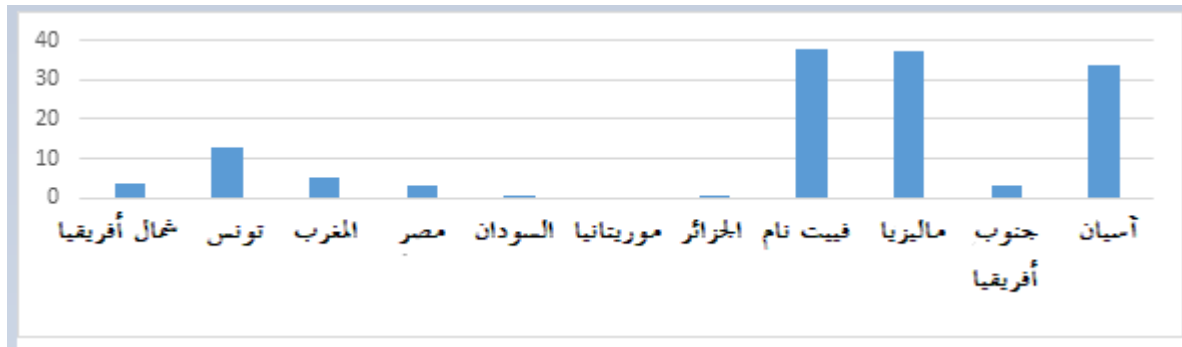 40
30
20
10
0
شمال أفريقيا
تونس
المغرب
مصر
السودان
موريتانيا
الجزائر
فييت نام
ماليزيا
جنوب
أفريقيا
آسيان